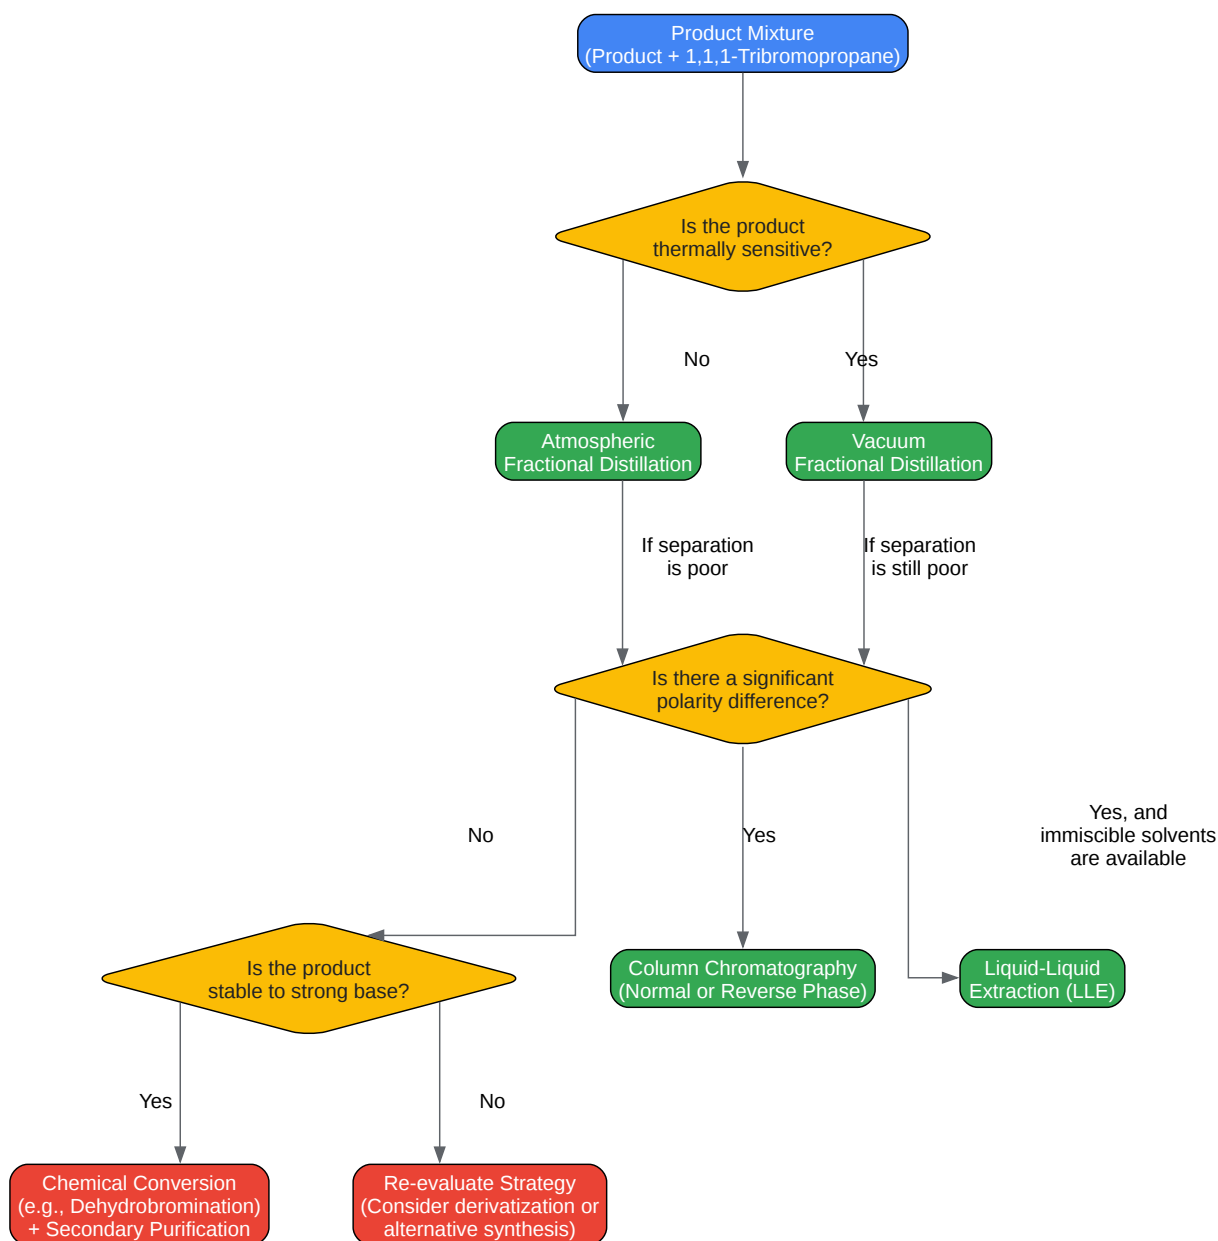 Product Mixture
(Product + 1,1,1-Tribromopropane)
Is the product
thermally sensitive?
No
Yes
Atmospheric
Fractional Distillation
Vacuum
Fractional Distillation
If separation
is poor
If separation
is still poor
Is there a significant
polarity difference?
No
Yes
Yes, and
immiscible solvents
are available
Is the product
stable to strong base?
Column Chromatography
(Normal or Reverse Phase)
Liquid-Liquid
Extraction (LLE)
Yes
No
Chemical Conversion
(e.g., Dehydrobromination)
+ Secondary Purification
Re-evaluate Strategy
(Consider derivatization or
alternative synthesis)